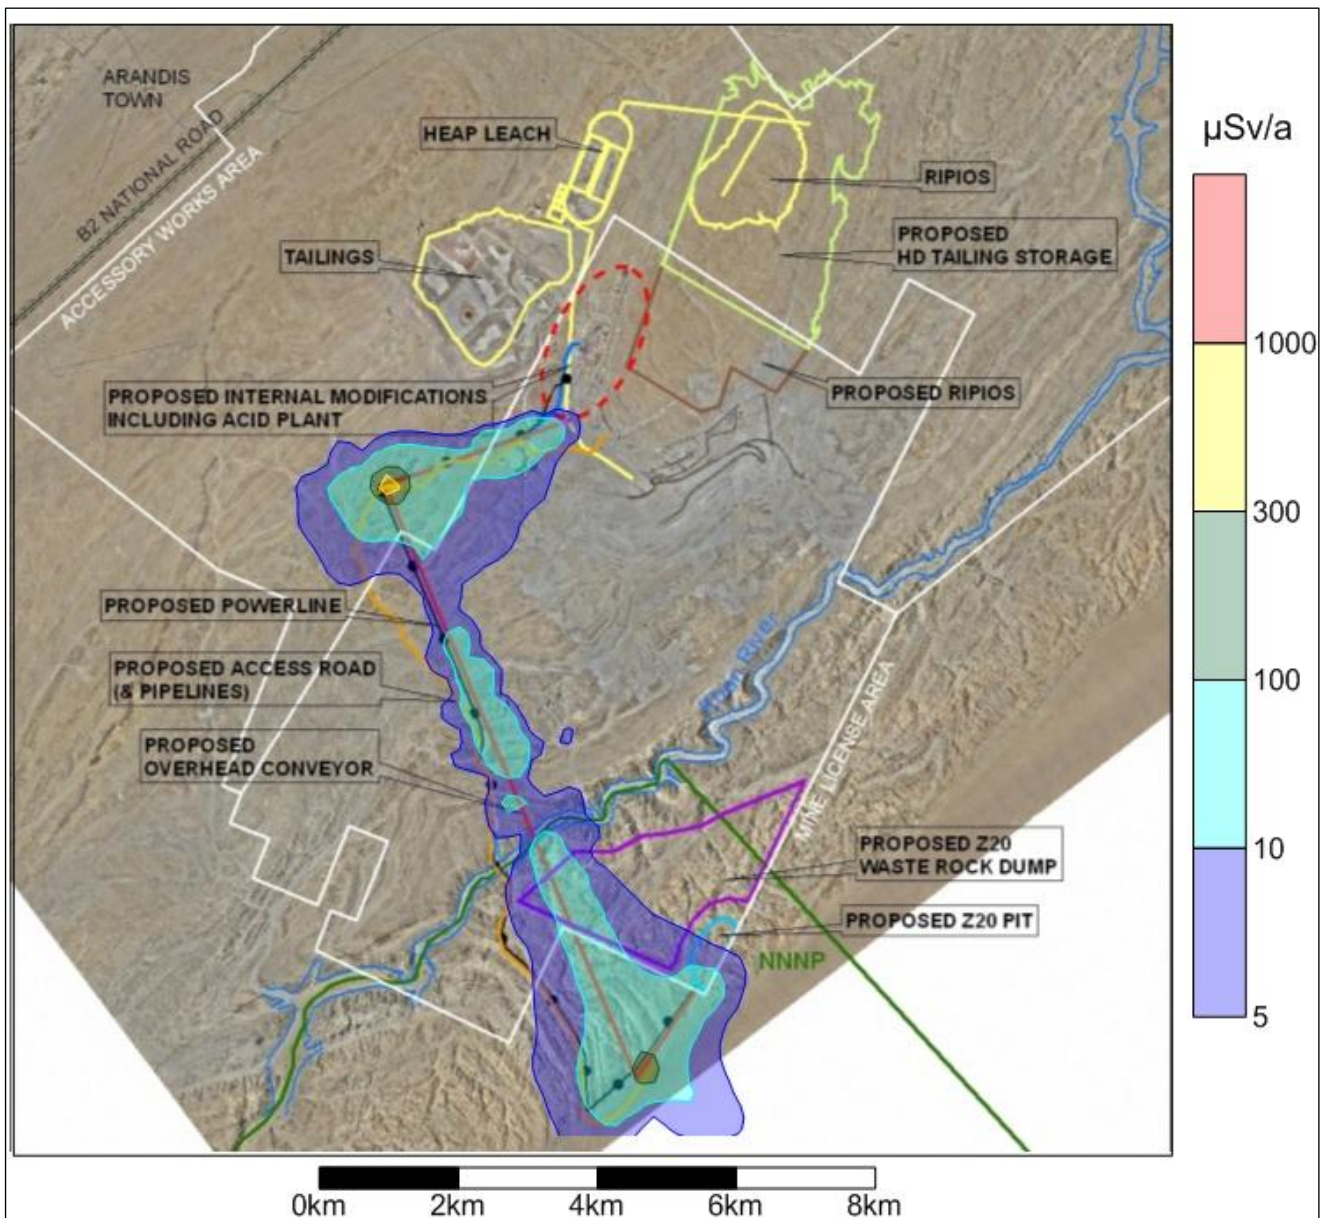 ARANDIS
TOWN
B2 NATIONAL ROAD
ACCESSORY WORKS AREA
HEAP LEACH
TAILINGS
RIPIOS
PROPOSED
HD TAILING STORAGE
PROPOSED INTERNAL MODIFICATIONS
INCLUDING ACID PLANT
PROPOSED RIPIOS
PROPOSED POWERLINE
PROPOSED ACCESS ROAD
(& PIPELINES)
PROPOSED
OVERHEAD CONVEYOR
River
MINE LICENSE AREA
PROPOSED Z20
WASTE ROCK DUMP
PROPOSED Z20 PIT
NNNP
µSv/a
1000
300
100
10
5
0km 2km 4km 6km 8km